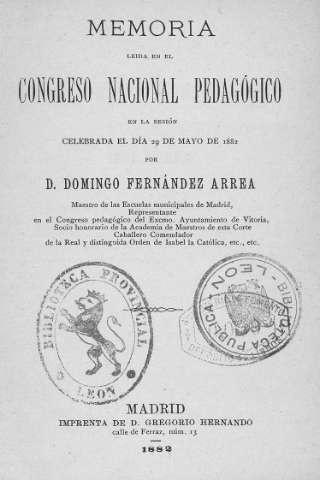 MEMORIA
LEIDA EN EL
CONGRESO NACIONAL PEDAGÓGICO
EN LA SESIÓN
CELEBRADA EL DÍA 29 DE MAYO DE 1882
POR
D. DOMINGO FERNÁNDEZ ARREA
Maestro de las Escuelas municipales de Madrid,
Representante
en el Congreso pedagógico del Excmo. Ayuntamiento de Vitoria,
Socio honorario de la Academia de Maestros de esta Corte
Caballero Comendador
de la Real y distinguida Orden de Isabel la Católica, etc., etc.
BIBLIOTECA PROVINCIAL
LEON
BIBLIOTECA PUBLICA
LEON
MADRID
IMPRENTA DE D. GREGORIO HERNANDO
calle de Ferraz, núm. 13
1882